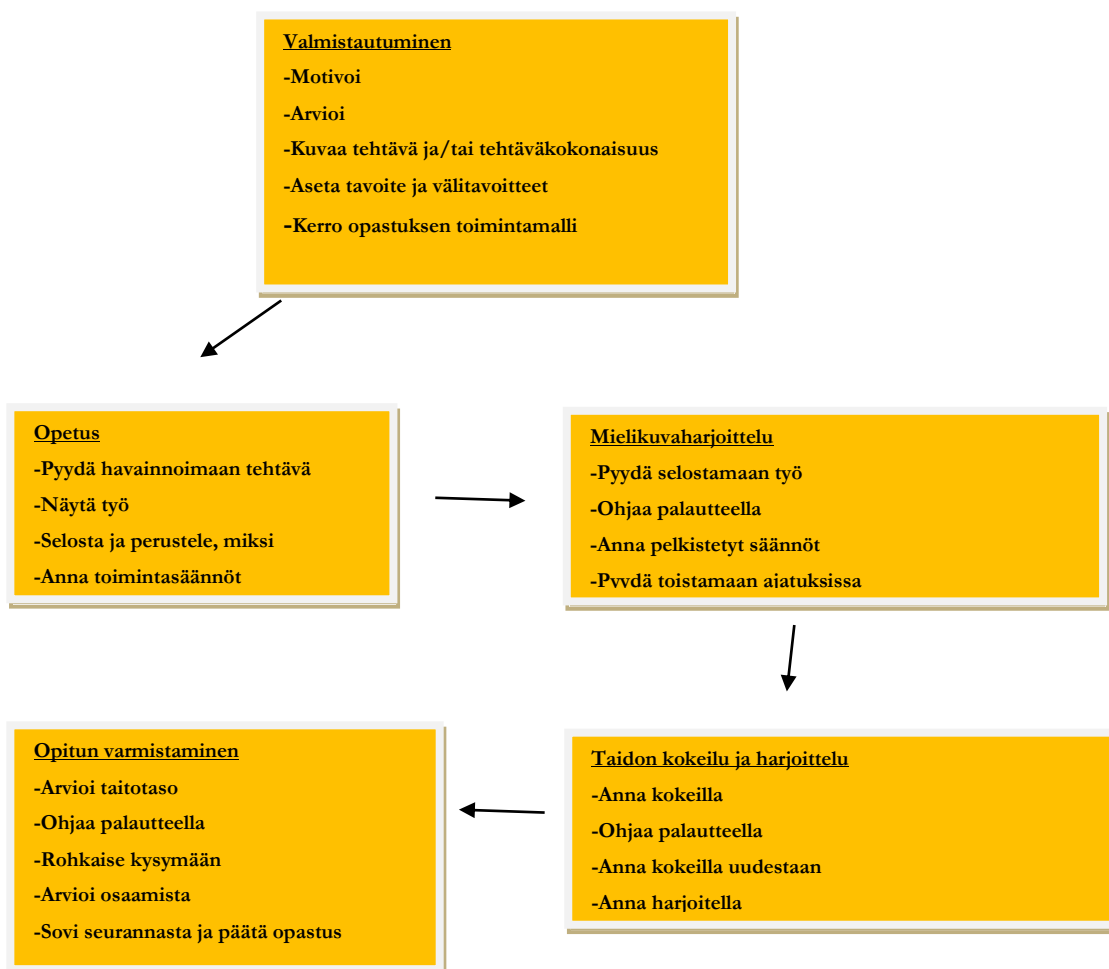 Valmistautuminen
-Motivoi
-Arvioi
-Kuvaa tehtävä ja/tai tehtäväkokonaisuus
-Aseta tavoite ja välitavoitteet
-Kerro opastuksen toimintamalli
Opetus
-Pyydä havainnoimaan tehtävä
-Näytä työ
-Selosta ja perustele, miksi
-Anna toimintasäännöt
Mielikuvaharjoittelu
-Pyydä selostamaan työ
-Ohjaa palautteella
-Anna pelkistetyt säännöt
-Pyydä toistamaan ajatuksissa
Taidon kokeilu ja harjoittelu
-Anna kokeilla
-Ohjaa palautteella
-Anna kokeilla uudestaan
-Anna harjoitella
Opitun varmistaminen
-Arvioi taitotaso
-Ohjaa palautteella
-Rohkaise kysymään
-Arvioi osaamista
-Sovi seurannasta ja päätä opastus